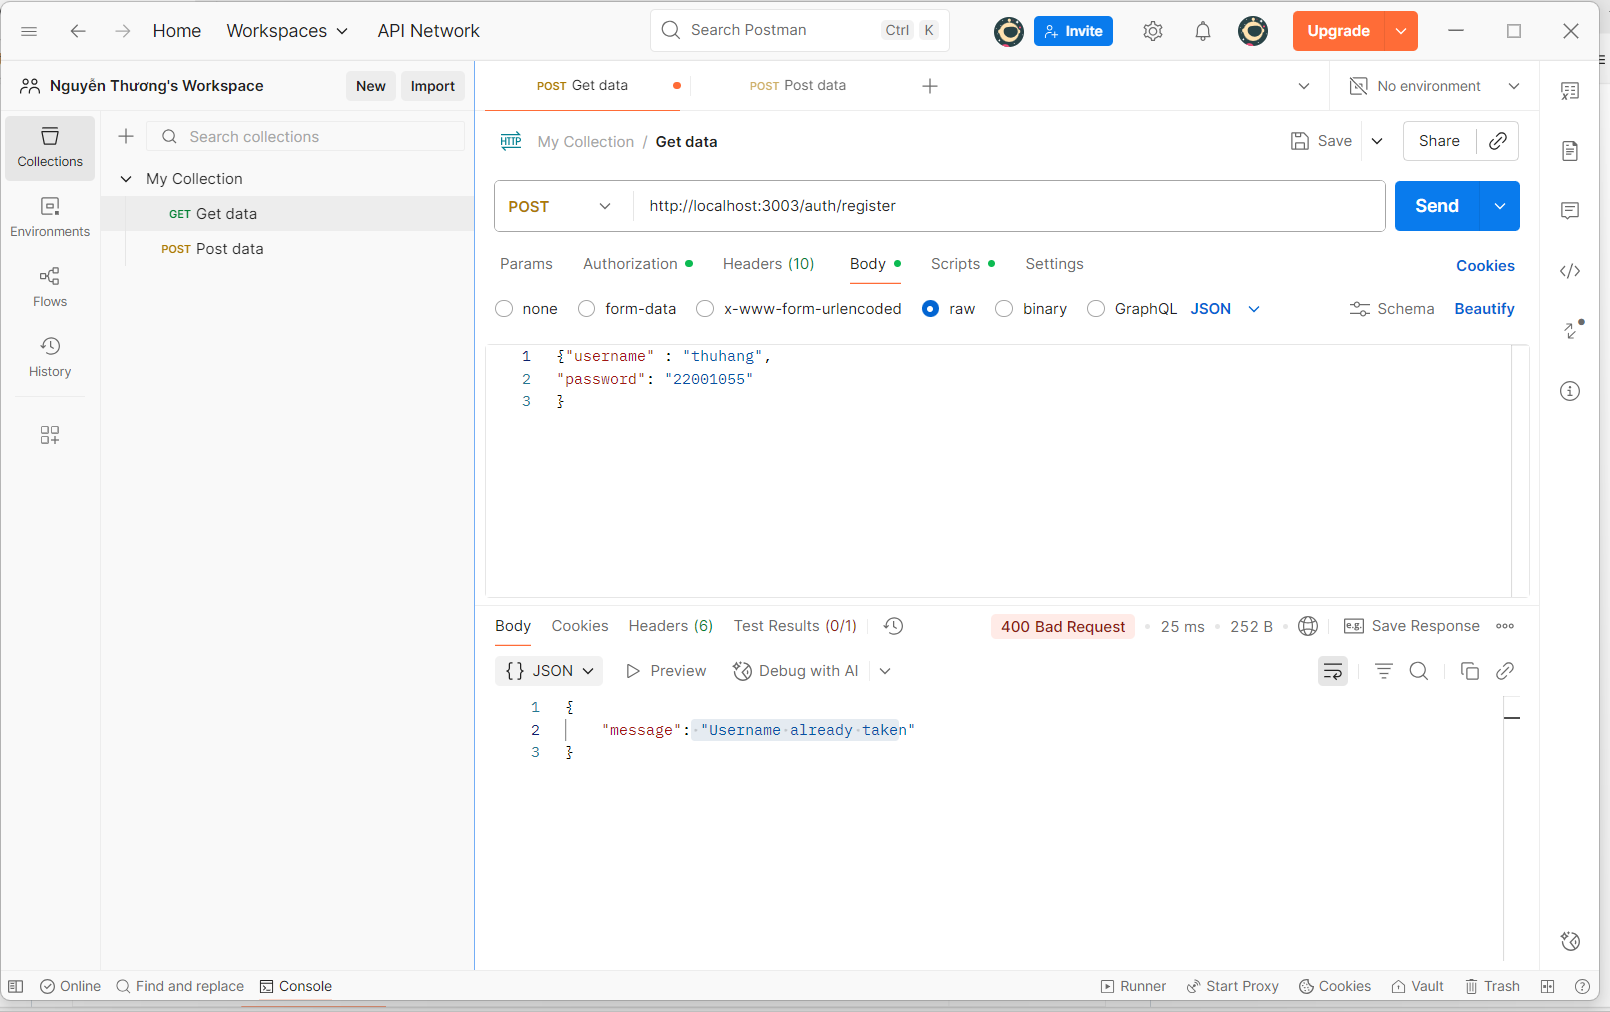 Home Workspaces API Network Search Postman Ctrl K Invite Upgrade
Nguyễn Thương's Workspace New Import
POST Get data POST Post data No environment
Collections
Environments
Flows
History
Search collections
My Collection
GET Get data
POST Post data
HTTP My Collection / Get data Save Share
POST http://localhost:3003/auth/register Send
Params Authorization Headers (10) Body Scripts Settings Cookies
none form-data x-www-form-urlencoded raw binary GraphQL JSON Schema Beautify
1 {"username" : "thuhang",
2 "password": "22001055"
3 }
Body Cookies Headers (6) Test Results (0/1) 400 Bad Request 25 ms 252 B e.g. Save Response
{} JSON Preview Debug with AI
1 {
2 "message": "Username already taken"
3 }
Online Find and replace Console Runner Start Proxy Cookies Vault Trash